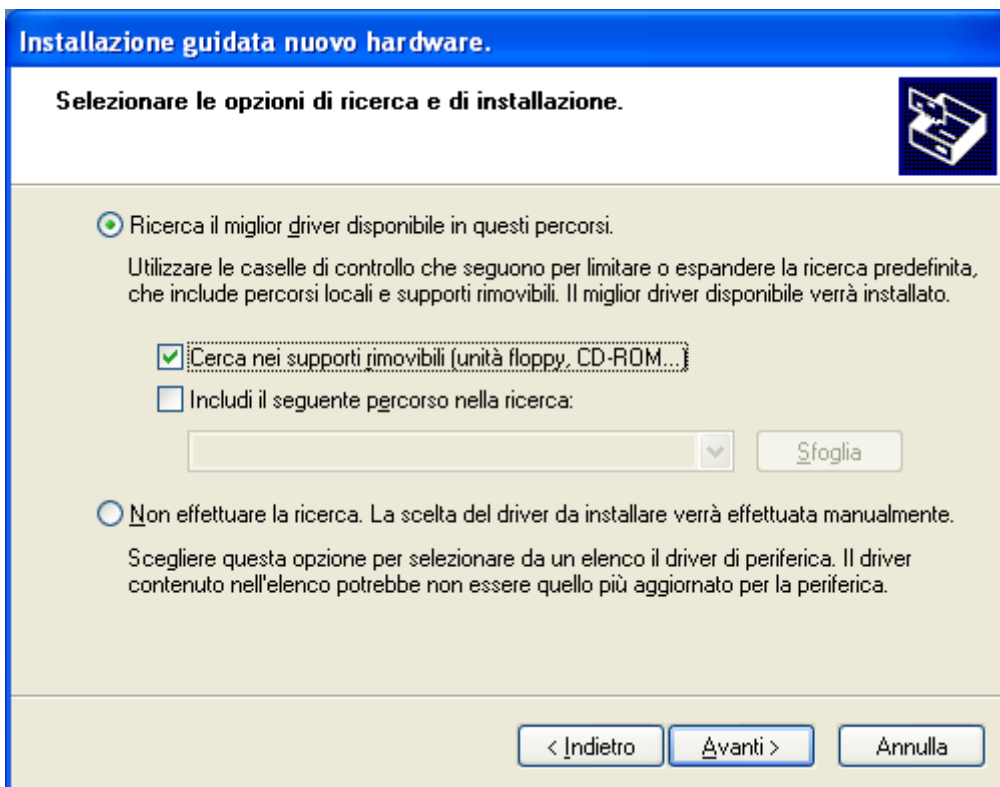 Installazione guidata nuovo hardware.
Selezionare le opzioni di ricerca e di installazione.
Ricerca il miglior driver disponibile in questi percorsi.
Utilizzare le caselle di controllo che seguono per limitare o espandere la ricerca predefinita,
che include percorsi locali e supporti rimovibili. Il miglior driver disponibile verrà installato.
Cerca nei supporti rimovibili (unità floppy, CD-ROM...)
Includi il seguente percorso nella ricerca:
Sfoglia
Non effettuare la ricerca. La scelta del driver da installare verrà effettuata manualmente.
Scegliere questa opzione per selezionare da un elenco il driver di periferica. Il driver
contenuto nell'elenco potrebbe non essere quello più aggiornato per la periferica.
< Indietro
Avanti >
Annulla